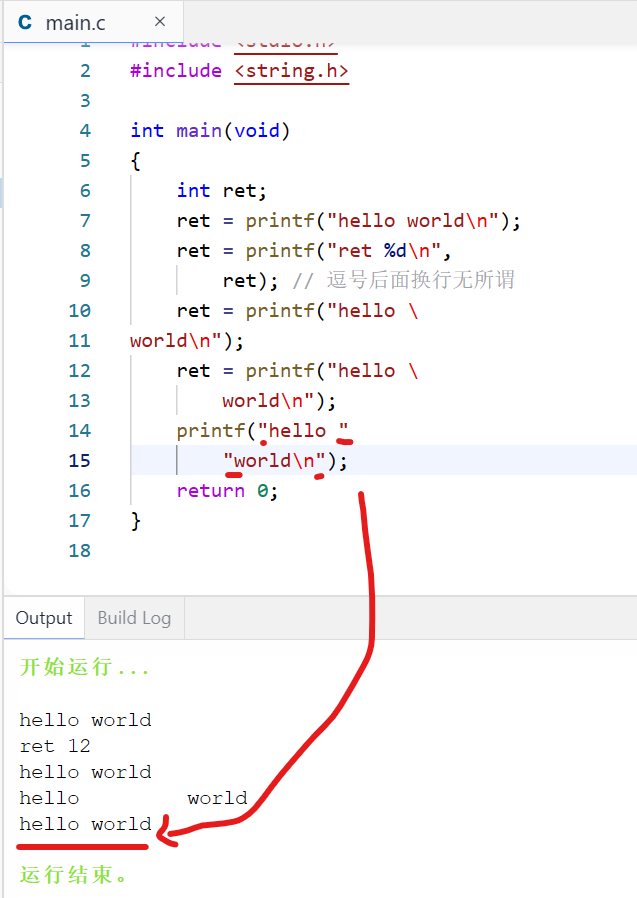 C main.c ×
1 #include <stdio.h>
2 #include <string.h>
3
4 int main(void)
5 {
6 int ret;
7 ret = printf("hello world\n");
8 ret = printf("ret %d\n",
9 ret); // 逗号后面换行无所谓
10 ret = printf("hello \
11 world\n");
12 ret = printf("hello \
13 world\n");
14 printf("hello "
15 "world\n");
16 return 0;
17 }
18
Output Build Log
开始运行...
hello world
ret 12
hello world
hello world
hello world
运行结束。